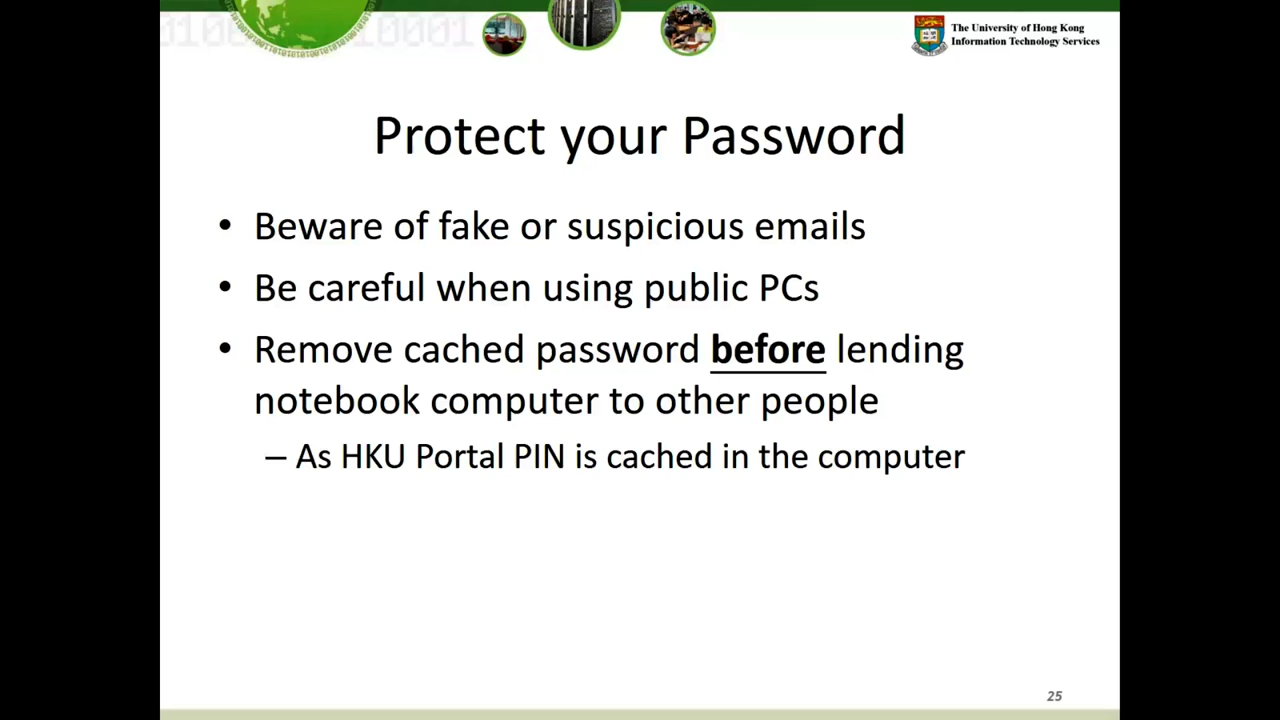 The University of Hong Kong
Information Technology Services
Protect your Password
• Beware of fake or suspicious emails
• Be careful when using public PCs
• Remove cached password before lending
notebook computer to other people
– As HKU Portal PIN is cached in the computer
25